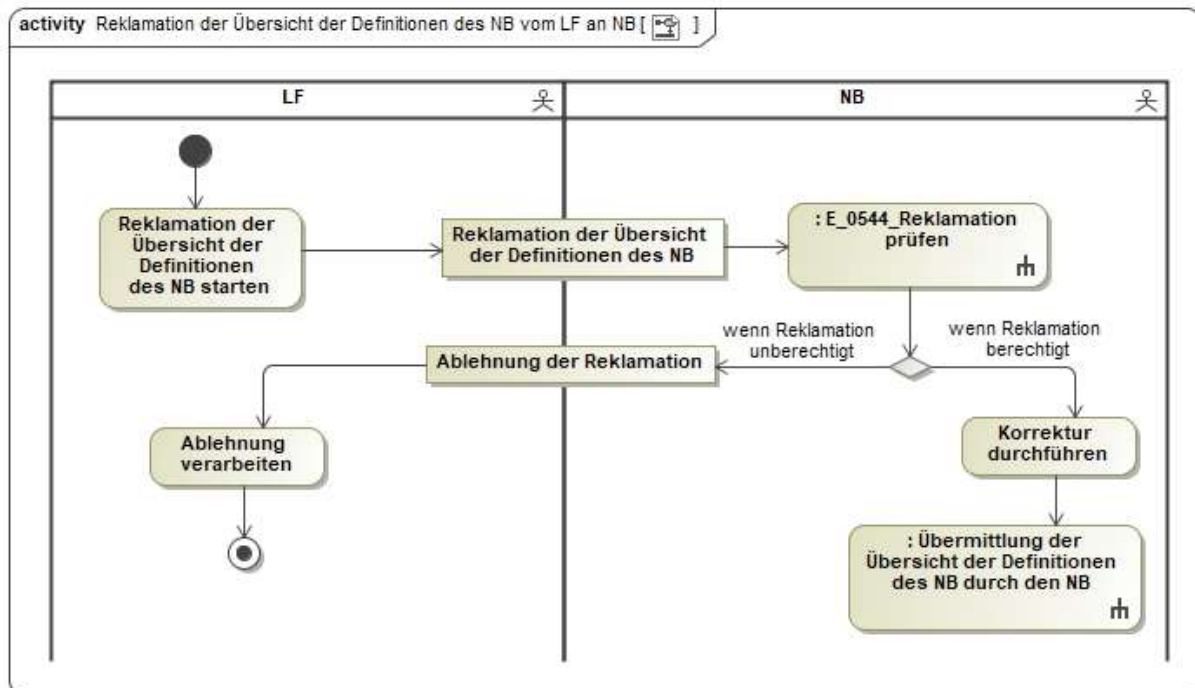 activity Reklamation der Übersicht der Definitionen des NB vom LF an NB [ ]
LF
NB
Reklamation der
Übersicht der
Definitionen
des NB starten
Reklamation der Übersicht
der Definitionen des NB
: E_0544_Reklamation
prüfen
wenn Reklamation
unberechtigt
wenn Reklamation
berechtigt
Ablehnung der Reklamation
Ablehnung
verarbeiten
Korrektur
durchführen
: Übermittlung der
Übersicht der Definitionen
des NB durch den NB